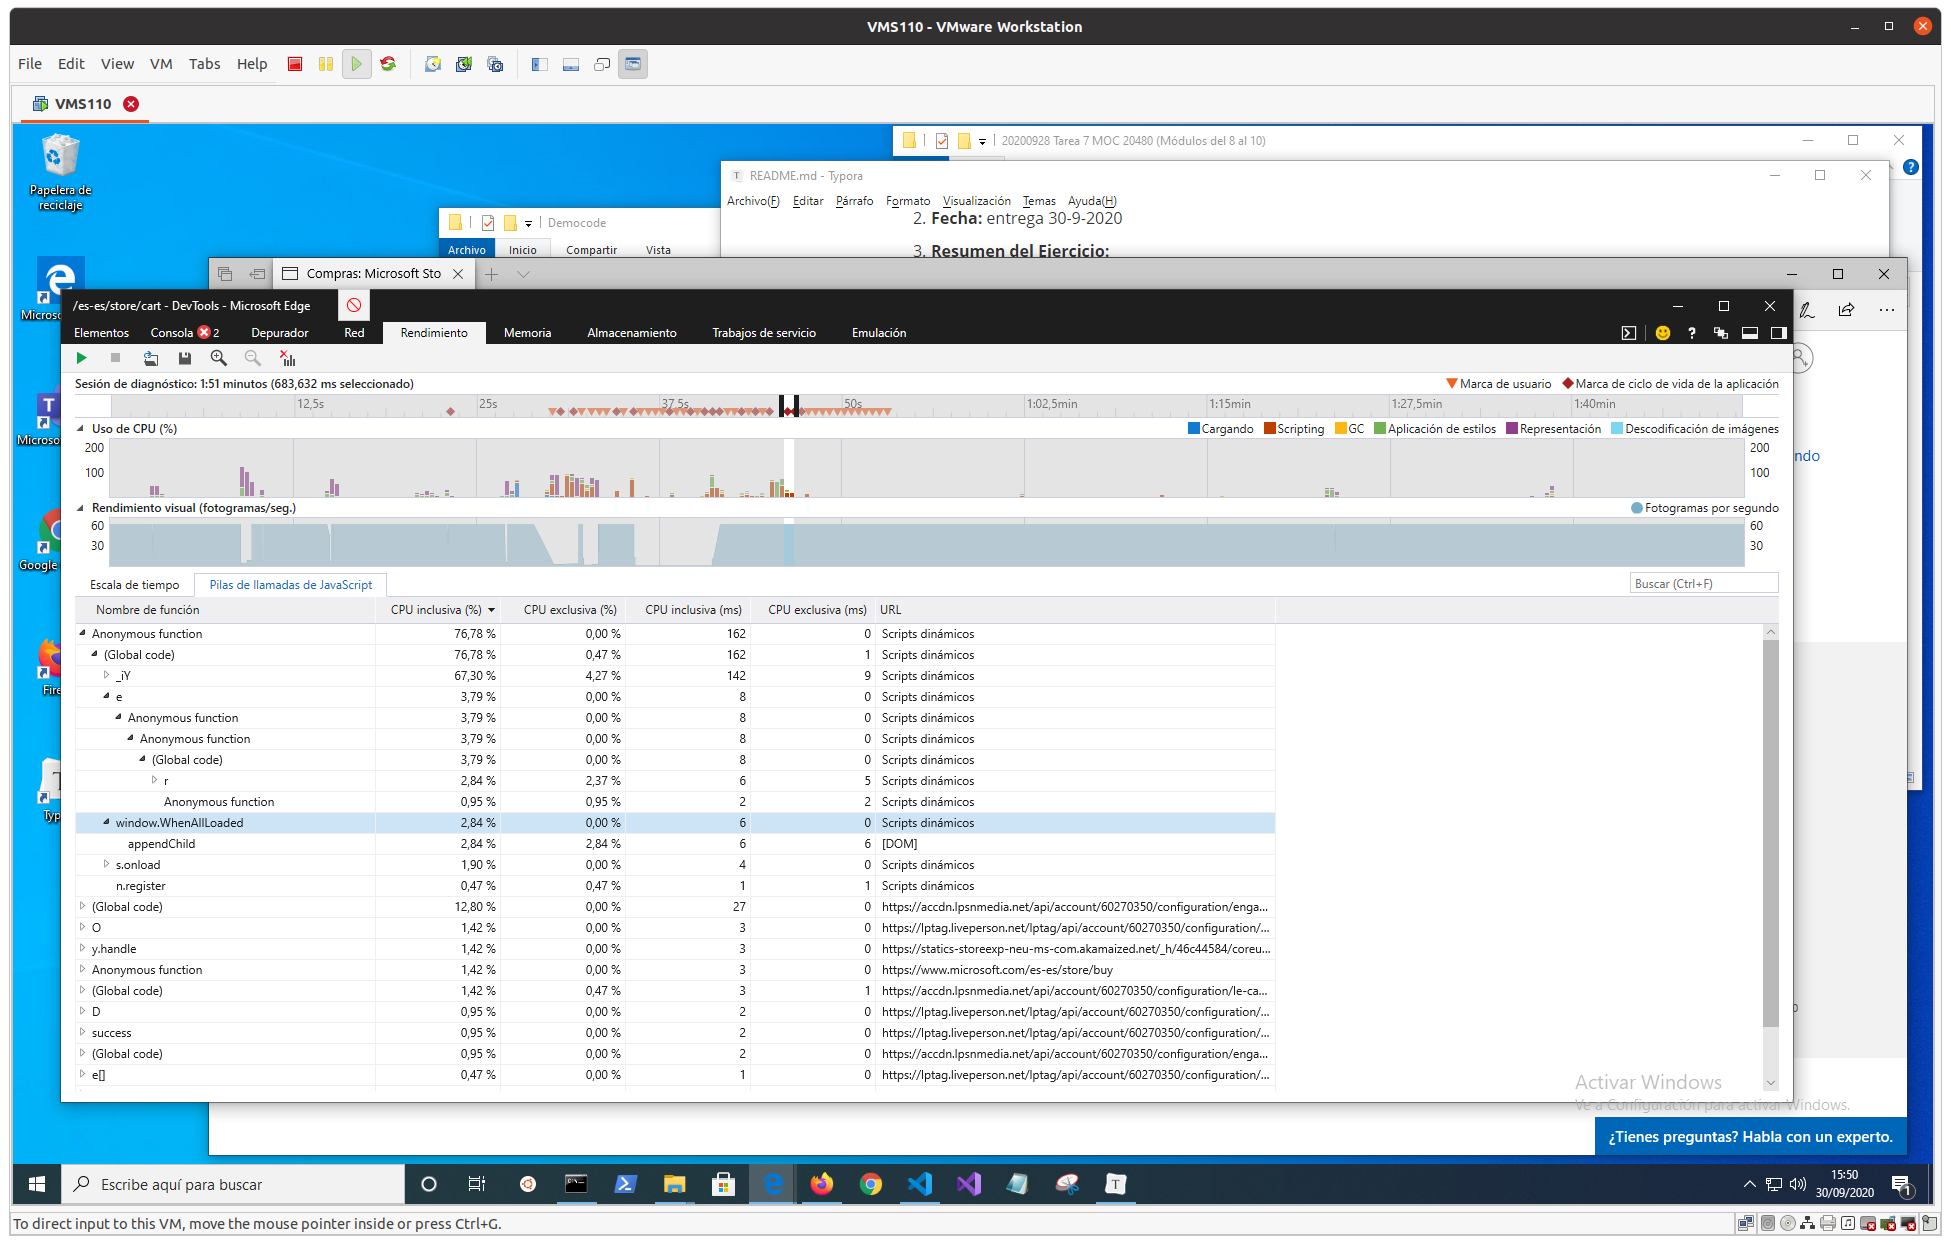 VMS110 - VMware Workstation
File Edit View VM Tabs Help
VMS110
Papelera de reciclaje
20200928 Tarea 7 MOC 20480 (Módulos del 8 al 10)
README.md - Typora
Archivo(F) Editar Párrafo Formato Visualización Temas Ayuda(H)
2. Fecha: entrega 30-9-2020
3. Resumen del Ejercicio:
Democode
Archivo Inicio Compartir Vista
Compras: Microsoft Sto
/es-es/store/cart - DevTools - Microsoft Edge
Elementos Consola 2 Depurador Red Rendimiento Memoria Almacenamiento Trabajos de servicio Emulación
Sesión de diagnóstico: 1:51 minutos (683,632 ms seleccionado)
Marca de usuario Marca de ciclo de vida de la aplicación
12,5s 25s 37,5s 50s 1:02,5min 1:15min 1:27,5min 1:40min
Uso de CPU (%)
Cargando Scripting GC Aplicación de estilos Representación Descodificación de imágenes
200 200
100 100
Rendimiento visual (fotogramas/seg.)
Fotogramas por segundo
60 60
30 30
Escala de tiempo Pilas de llamadas de JavaScript Buscar (Ctrl+F)
Nombre de función CPU inclusiva (%) CPU exclusiva (%) CPU inclusiva (ms) CPU exclusiva (ms) URL
Anonymous function 76,78 % 0,00 % 162 0 Scripts dinámicos
(Global code) 76,78 % 0,47 % 162 1 Scripts dinámicos
_iY 67,30 % 4,27 % 142 9 Scripts dinámicos
e 3,79 % 0,00 % 8 0 Scripts dinámicos
Anonymous function 3,79 % 0,00 % 8 0 Scripts dinámicos
Anonymous function 3,79 % 0,00 % 8 0 Scripts dinámicos
(Global code) 3,79 % 0,00 % 8 0 Scripts dinámicos
r 2,84 % 2,37 % 6 5 Scripts dinámicos
Anonymous function 0,95 % 0,95 % 2 2 Scripts dinámicos
window.WhenAllLoaded 2,84 % 0,00 % 6 0 Scripts dinámicos
appendChild 2,84 % 2,84 % 6 6 [DOM]
s.onload 1,90 % 0,00 % 4 0 Scripts dinámicos
n.register 0,47 % 0,47 % 1 1 Scripts dinámicos
(Global code) 12,80 % 0,00 % 27 0 https://accdn.lpsnmedia.net/api/account/60270350/configuration/enga...
O 1,42 % 0,00 % 3 0 https://lptag.liveperson.net/lptag/api/account/60270350/configuration/...
y.handle 1,42 % 0,00 % 3 0 https://statics-storeexp-neu-ms-com.akamaized.net/_h/46c44584/coreu...
Anonymous function 1,42 % 0,00 % 3 0 https://www.microsoft.com/es-es/store/buy
(Global code) 1,42 % 0,47 % 3 1 https://accdn.lpsnmedia.net/api/account/60270350/configuration/le-ca...
D 0,95 % 0,00 % 2 0 https://lptag.liveperson.net/lptag/api/account/60270350/configuration/...
success 0,95 % 0,00 % 2 0 https://lptag.liveperson.net/lptag/api/account/60270350/configuration/...
(Global code) 0,95 % 0,00 % 2 0 https://accdn.lpsnmedia.net/api/account/60270350/configuration/enga...
e[] 0,47 % 0,00 % 1 0 https://lptag.liveperson.net/lptag/api/account/60270350/configuration/...
Micros
Micros
Google
Fire
Typ
ndo
Activar Windows
Ve a Configuración para activar Windows.
¿Tienes preguntas? Habla con un experto.
Escribe aquí para buscar
15:50
30/09/2020
1
To direct input to this VM, move the mouse pointer inside or press Ctrl+G.